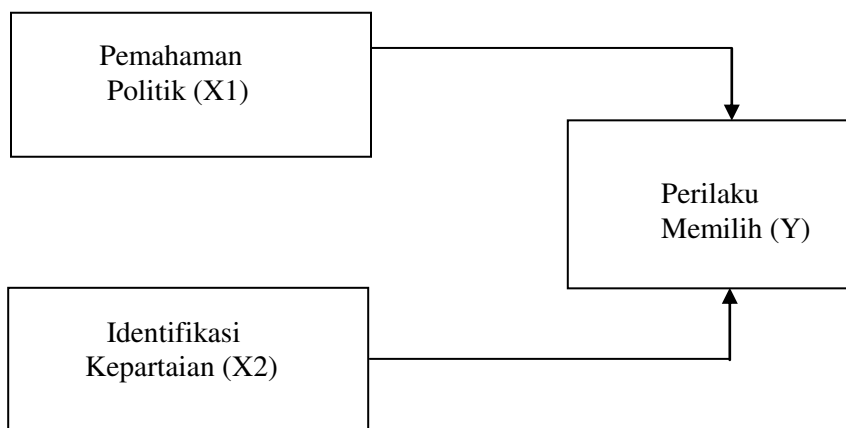 Pemahaman
Politik (X1)
Perilaku
Memilih (Y)
Identifikasi
Kepartaian (X2)